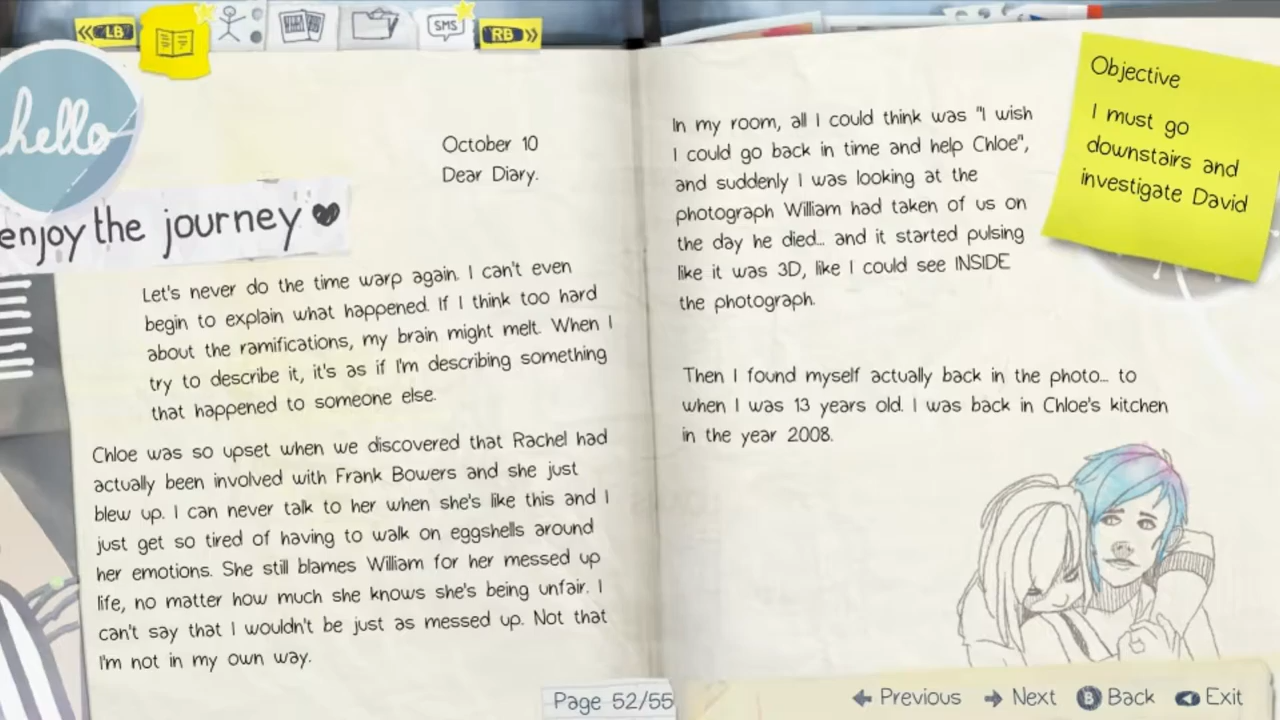 LB
SMS
RB
hello
enjoy the journey
October 10
Dear Diary.
Let's never do the time warp again. I can't even
begin to explain what happened. If I think too hard
about the ramifications, my brain might melt. When I
try to describe it, it's as if I'm describing something
that happened to someone else.
Chloe was so upset when we discovered that Rachel had
actually been involved with Frank Bowers and she just
blew up. I can never talk to her when she's like this and I
just get so tired of having to walk on eggshells around
her emotions. She still blames William for her messed up
life, no matter how much she knows she's being unfair. I
can't say that I wouldn't be just as messed up. Not that
I'm not in my own way.
In my room, all I could think was "I wish
I could go back in time and help Chloe",
and suddenly I was looking at the
photograph William had taken of us on
the day he died... and it started pulsing
like it was 3D, like I could see INSIDE
the photograph.
Then I found myself actually back in the photo... to
when I was 13 years old. I was back in Chloe's kitchen
in the year 2008.
Objective
I must go
downstairs and
investigate David
Page 52/55
Previous Next B Back Exit